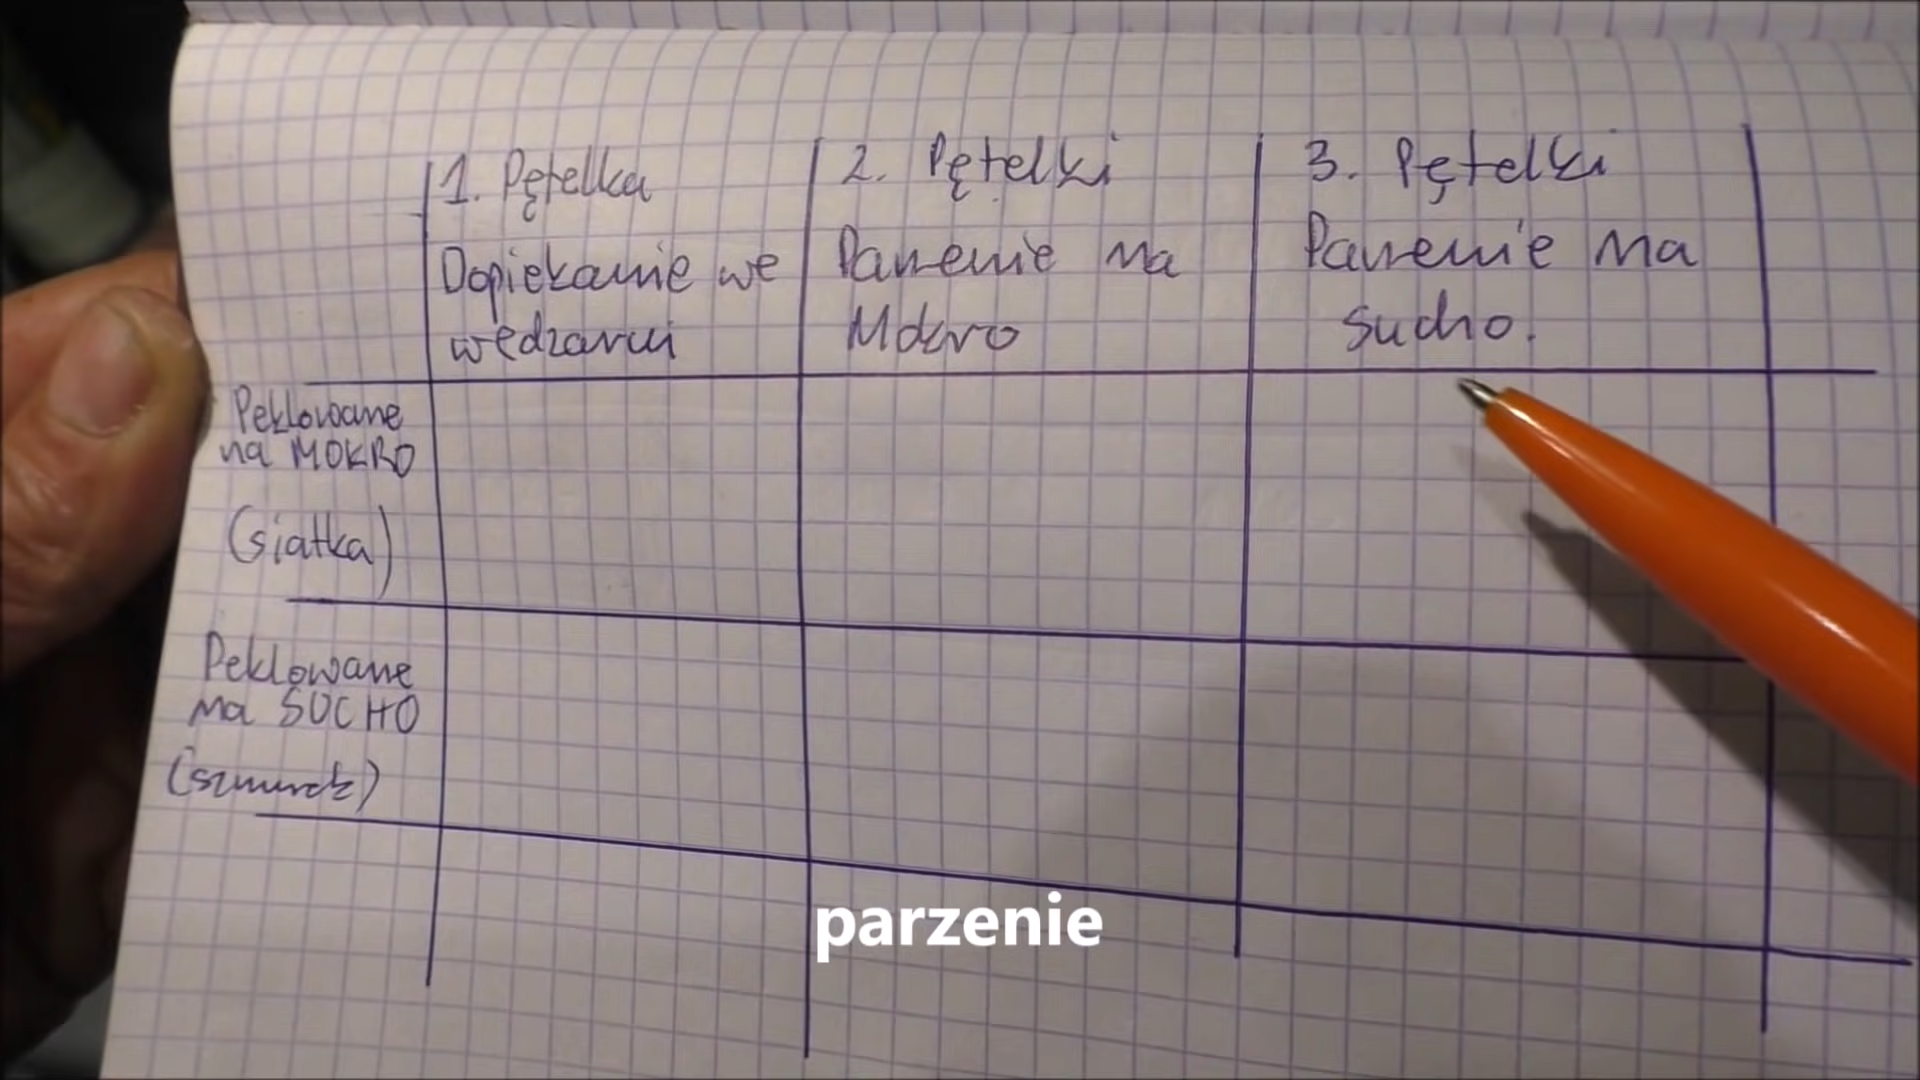 1. Pętelka
Dopiekanie we
wędzarni
2. Pętelki
Parzenie na
Mokro
3. Pętelki
Parzenie na
sucho.
Peklowane
na MOKRO
(siatka)
Peklowane
na SUCHO
(sznurek)
parzenie